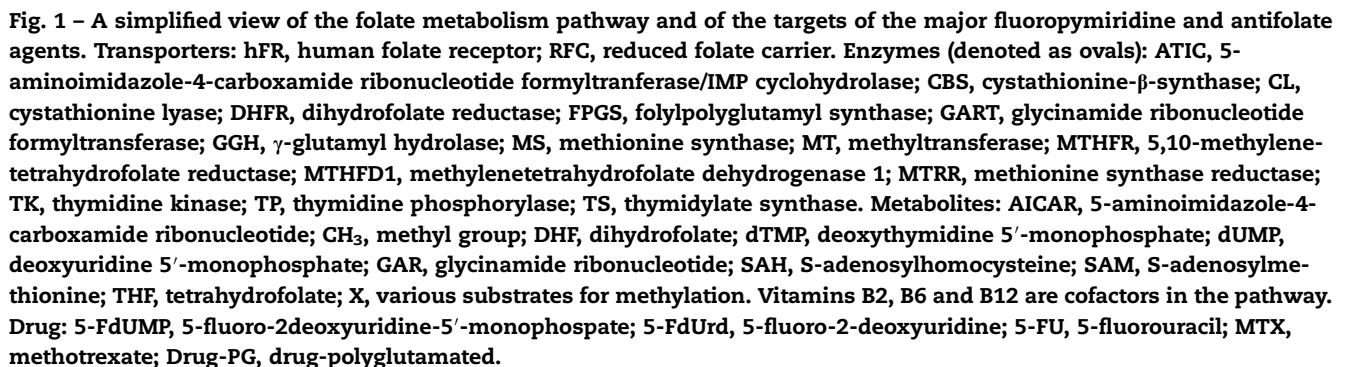 Fig. 1 – A simplified view of the folate metabolism pathway and of the targets of the major fluoropymiridine and antifolate
agents. Transporters: hFR, human folate receptor; RFC, reduced folate carrier. Enzymes (denoted as ovals): ATIC, 5-
aminoimidazole-4-carboxamide ribonucleotide formyltranferase/IMP cyclohydrolase; CBS, cystathionine-β-synthase; CL,
cystathionine lyase; DHFR, dihydrofolate reductase; FPGS, folylpolyglutamyl synthase; GART, glycinamide ribonucleotide
formyltransferase; GGH, γ-glutamyl hydrolase; MS, methionine synthase; MT, methyltransferase; MTHFR, 5,10-methylene-
tetrahydrofolate reductase; MTHFD1, methylenetetrahydrofolate dehydrogenase 1; MTRR, methionine synthase reductase;
TK, thymidine kinase; TP, thymidine phosphorylase; TS, thymidylate synthase. Metabolites: AICAR, 5-aminoimidazole-4-
carboxamide ribonucleotide; CH₃, methyl group; DHF, dihydrofolate; dTMP, deoxythymidine 5′-monophosphate; dUMP,
deoxyuridine 5′-monophosphate; GAR, glycinamide ribonucleotide; SAH, S-adenosylhomocysteine; SAM, S-adenosylme-
thionine; THF, tetrahydrofolate; X, various substrates for methylation. Vitamins B2, B6 and B12 are cofactors in the pathway.
Drug: 5-FdUMP, 5-fluoro-2deoxyuridine-5′-monophospate; 5-FdUrd, 5-fluoro-2-deoxyuridine; 5-FU, 5-fluorouracil; MTX,
methotrexate; Drug-PG, drug-polyglutamated.